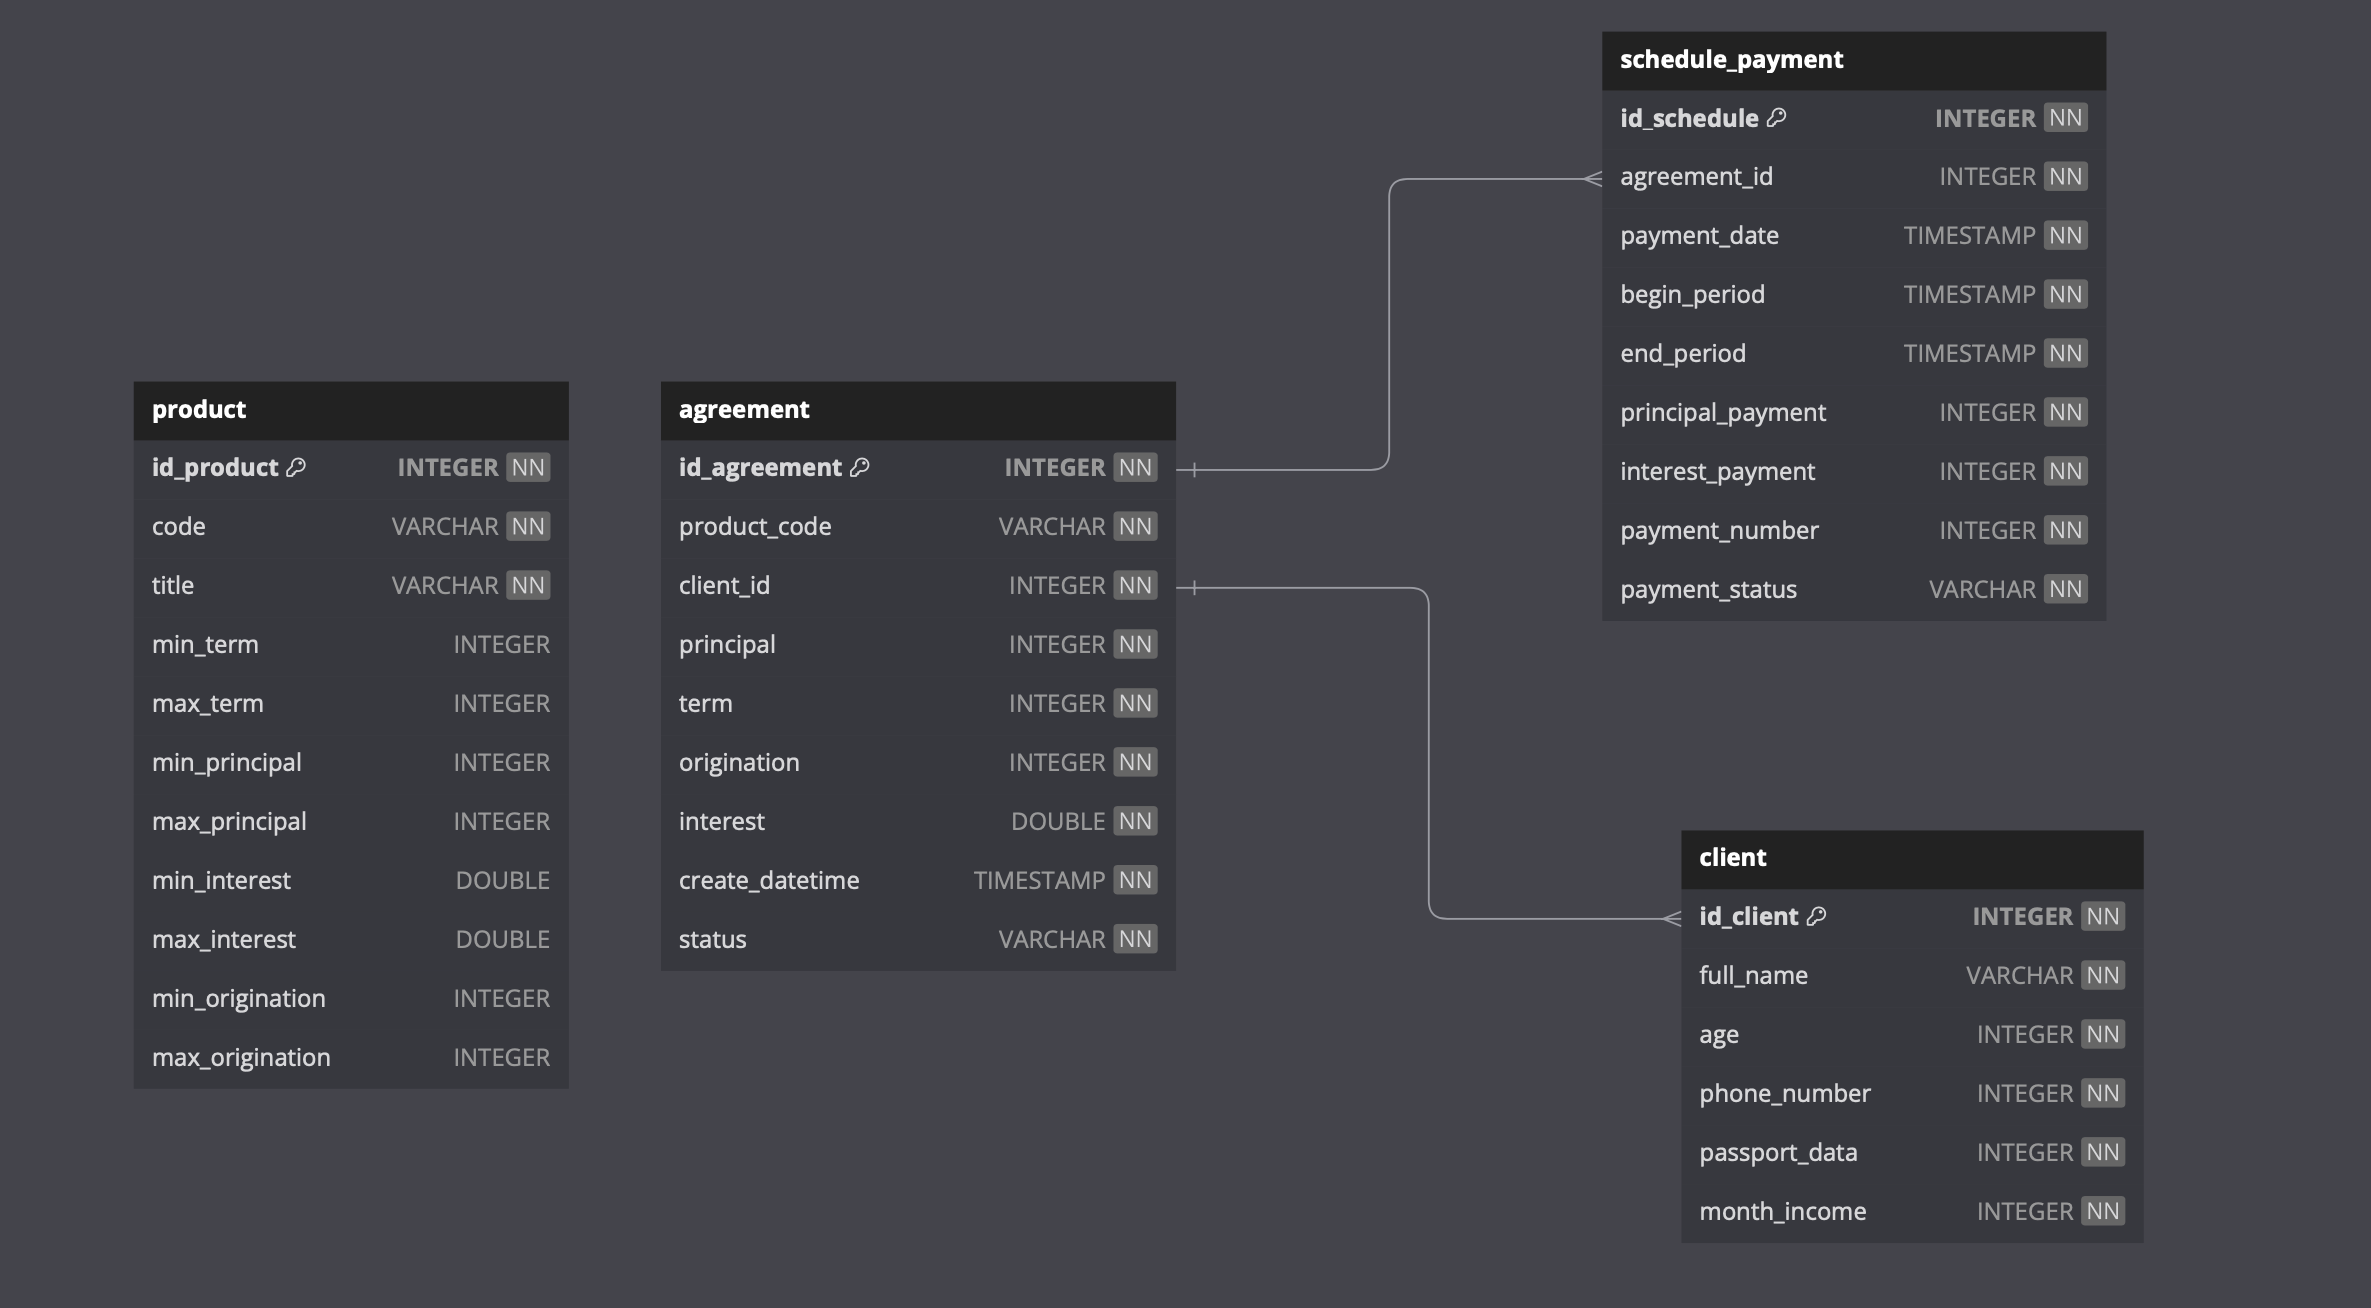 schedule_payment
id_schedule INTEGER NN
agreement_id INTEGER NN
payment_date TIMESTAMP NN
begin_period TIMESTAMP NN
end_period TIMESTAMP NN
principal_payment INTEGER NN
interest_payment INTEGER NN
payment_number INTEGER NN
payment_status VARCHAR NN
product
id_product INTEGER NN
code VARCHAR NN
title VARCHAR NN
min_term INTEGER
max_term INTEGER
min_principal INTEGER
max_principal INTEGER
min_interest DOUBLE
max_interest DOUBLE
min_origination INTEGER
max_origination INTEGER
agreement
id_agreement INTEGER NN
product_code VARCHAR NN
client_id INTEGER NN
principal INTEGER NN
term INTEGER NN
origination INTEGER NN
interest DOUBLE NN
create_datetime TIMESTAMP NN
status VARCHAR NN
client
id_client INTEGER NN
full_name VARCHAR NN
age INTEGER NN
phone_number INTEGER NN
passport_data INTEGER NN
month_income INTEGER NN